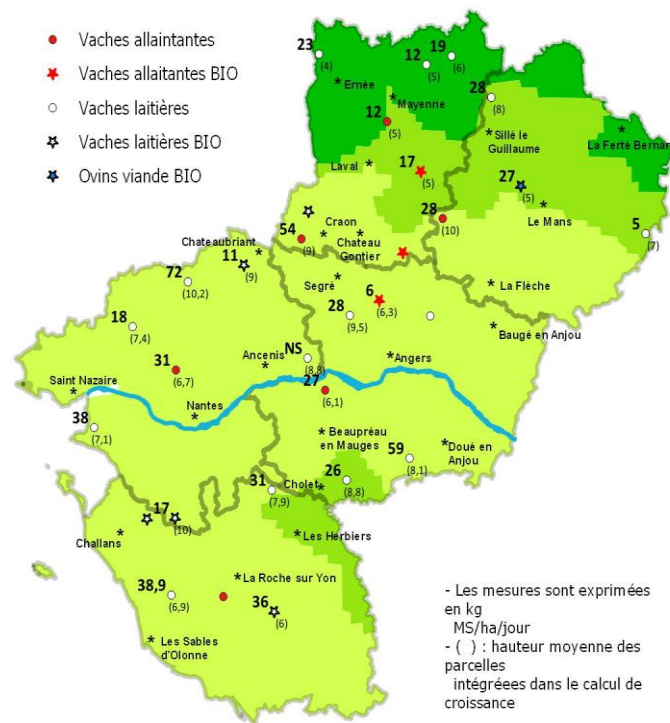 Vaches allaintantes
Vaches allaitantes BIO
Vaches laitières
Vaches laitières BIO
Ovins viande BIO
23
(4)
12
(5)
19
(6)
* Ernée
* Mayenne
28
(8)
12
(5)
* Sillé le
Guillaume
La Ferté Bernar
Laval *
17
(5)
27
(5)
* Le Mans
28
(10)
5
(7)
54
(9)
* Craon
* Chateau
Gontier
Chateaubriant *
11
(9)
72
(10,2)
Segré *
6
(6,3)
* La Flèche
28
(9,5)
* Baugé en Anjou
18
(7,4)
31
(6,7)
Ancenis *
NS
(8,8)
* Angers
27
(6,1)
Saint Nazaire *
* Nantes
38
(7,1)
* Beaupréau
en Mauges
59
(8,1)
* Doué en
Anjou
26
(8,8)
Cholet *
31
(7,9)
17
(10)
Challans *
* Les Herbiers
* La Roche sur Yon
38,9
(6,9)
36
(6)
* Les Sables
d'Olonne
- Les mesures sont exprimées
en kg
MS/ha/jour
- ( ) : hauteur moyenne des
parcelles
intégréees dans le calcul de
croissance